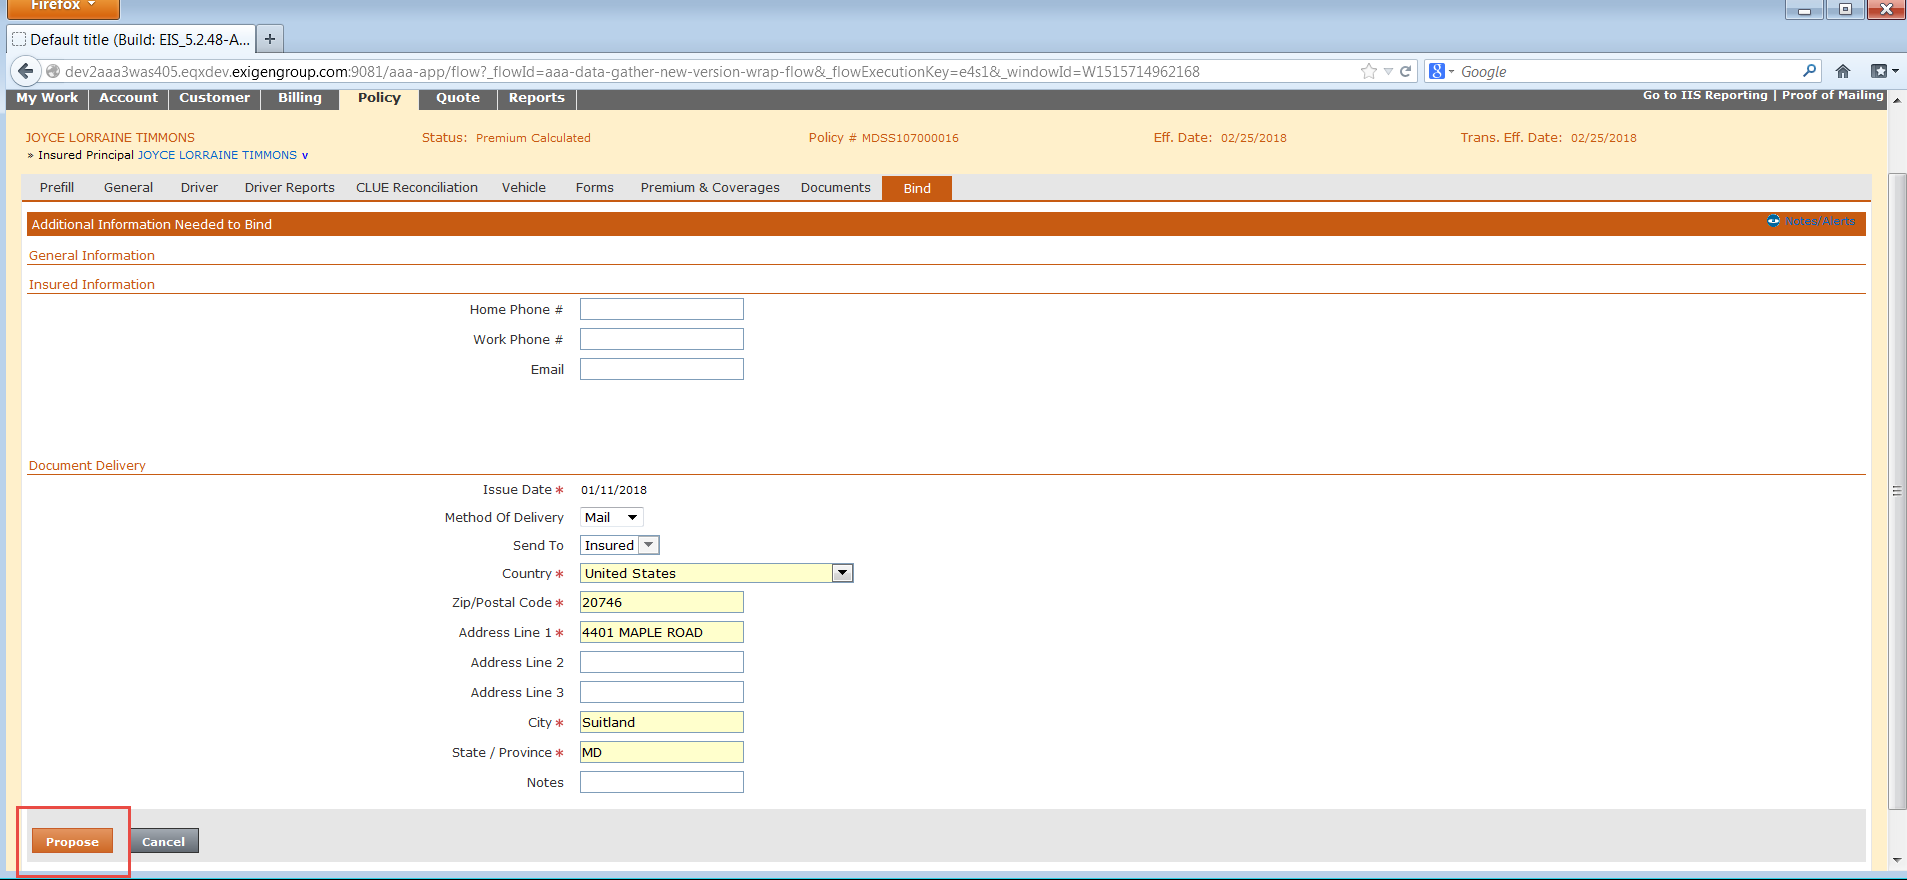 Firefox
Default title (Build: EIS_5.2.48-A...
dev2aaa3was405.eqxdev.exigengroup.com:9081/aaa-app/flow?_flowId=aaa-data-gather-new-version-wrap-flow&_flowExecutionKey=e4s1&_windowId=W1515714962168
8 Google
My Work Account Customer Billing Policy Quote Reports Go to IIS Reporting | Proof of Mailing
JOYCE LORRAINE TIMMONS Status: Premium Calculated Policy # MDSS107000016 Eff. Date: 02/25/2018 Trans. Eff. Date: 02/25/2018
» Insured Principal JOYCE LORRAINE TIMMONS v
Prefill General Driver Driver Reports CLUE Reconciliation Vehicle Forms Premium & Coverages Documents Bind
Additional Information Needed to Bind Notes/Alerts
General Information
Insured Information
Home Phone #
Work Phone #
Email
Document Delivery
Issue Date * 01/11/2018
Method Of Delivery Mail
Send To Insured
Country * United States
Zip/Postal Code * 20746
Address Line 1 * 4401 MAPLE ROAD
Address Line 2
Address Line 3
City * Suitland
State / Province * MD
Notes
Propose Cancel